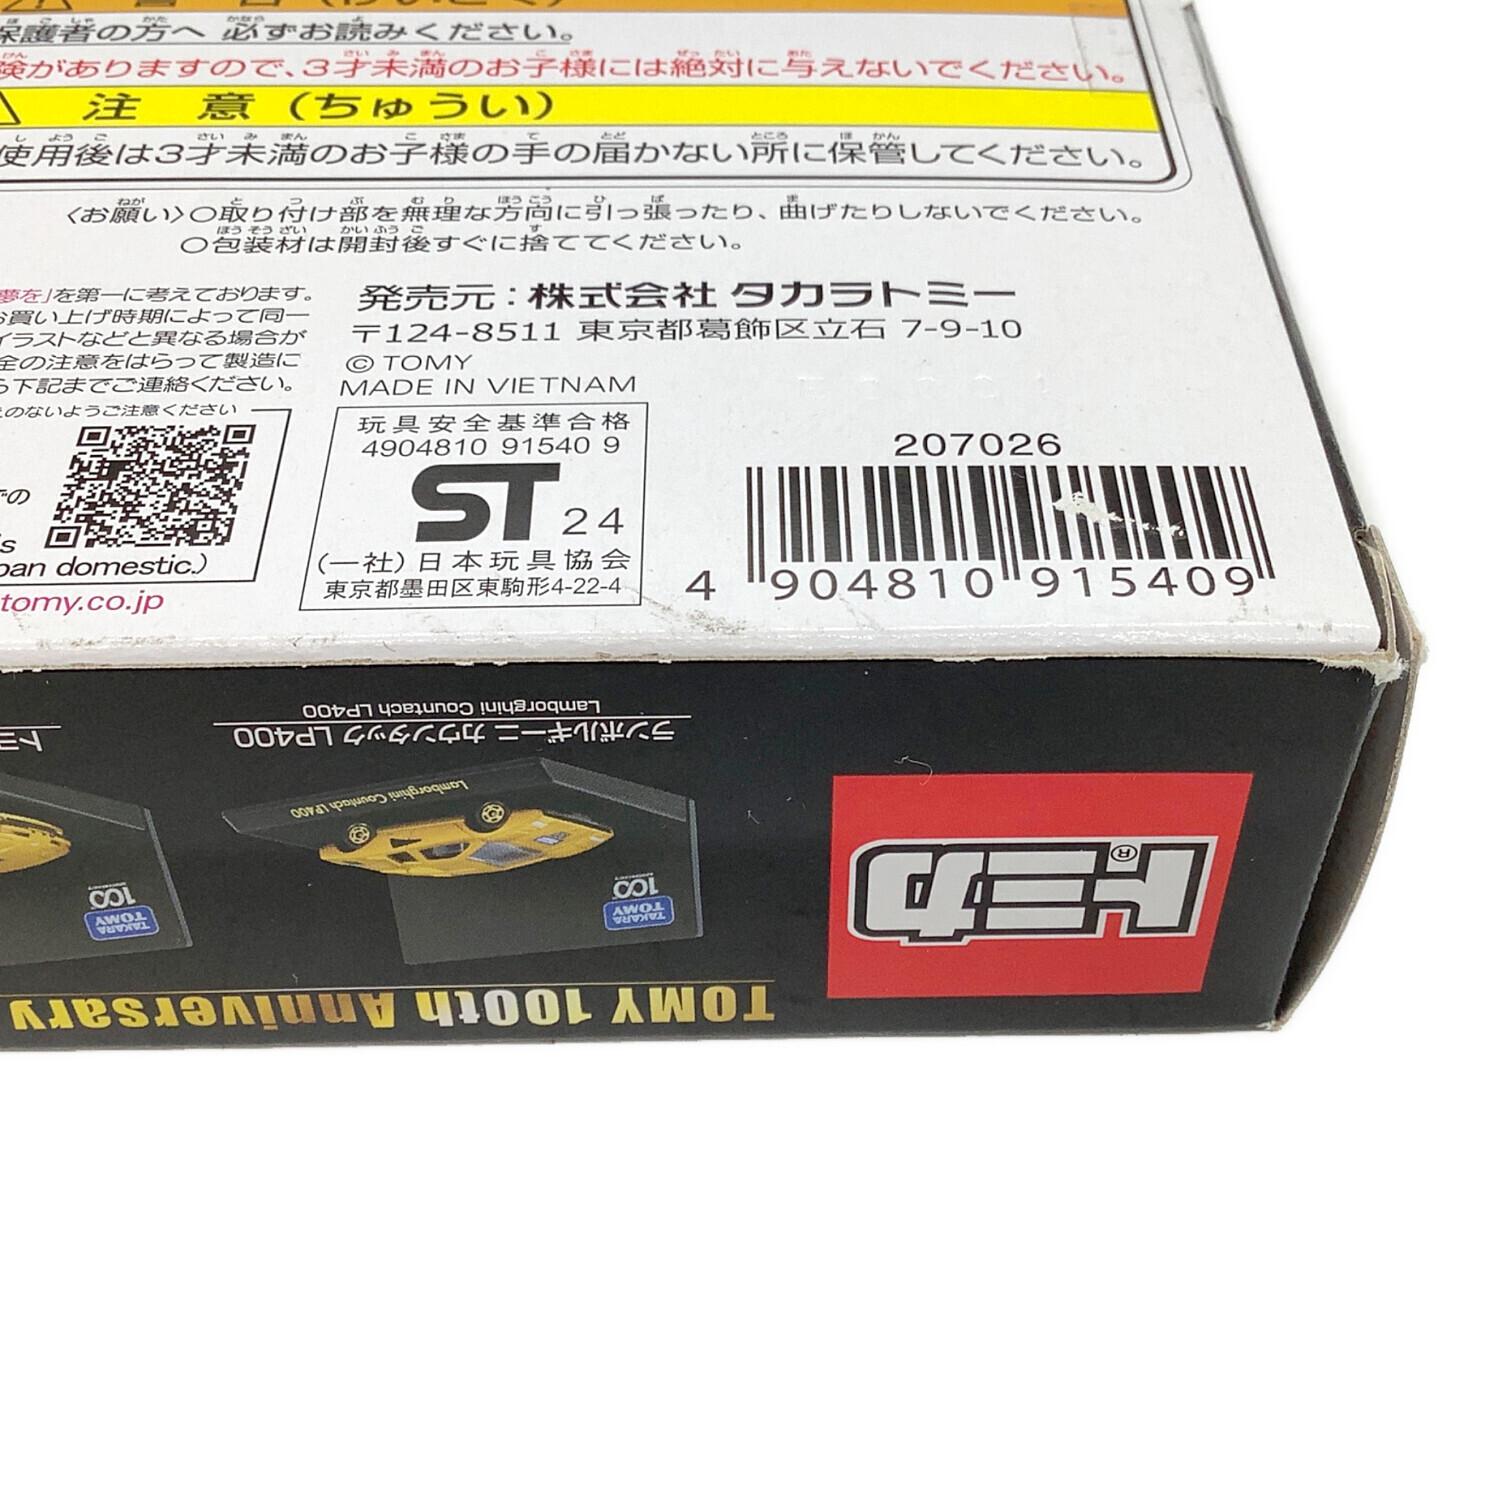 保護者の方へ 必ずお読みください。
険がありますので、3才未満のお子様には絶対に与えないでください。
注 意 (ちゅうい)
使用後は3才未満のお子様の手の届かない所に保管してください。
〈お願い〉○取り付け部を無理な方向に引っ張ったり、曲げたりしないでください。
○包装材は開封後すぐに捨ててください。
夢を」を第一に考えております。
お買い上げ時期によって同一
イラストなどと異なる場合が
全の注意をはらって製造に
ら下記までご連絡ください。
えのないようご注意ください
での
is
pan domestic.)
tomy.co.jp
発売元:株式会社 タカラトミー
〒124-8511 東京都葛飾区立石 7-9-10
© TOMY
MADE IN VIETNAM
玩具安全基準合格
4904810 91540 9
ST 24
(一社)日本玩具協会
東京都墨田区東駒形4-22-4
207026
4 904810 915409
TOMY 100th Anniversary
TAKARA TOMY
100
TAKARA TOMY
100
Lamborghini Countach LP400
ランボルギーニ カウンタック LP400
Lamborghini Countach LP400
トヨ
トミカ®